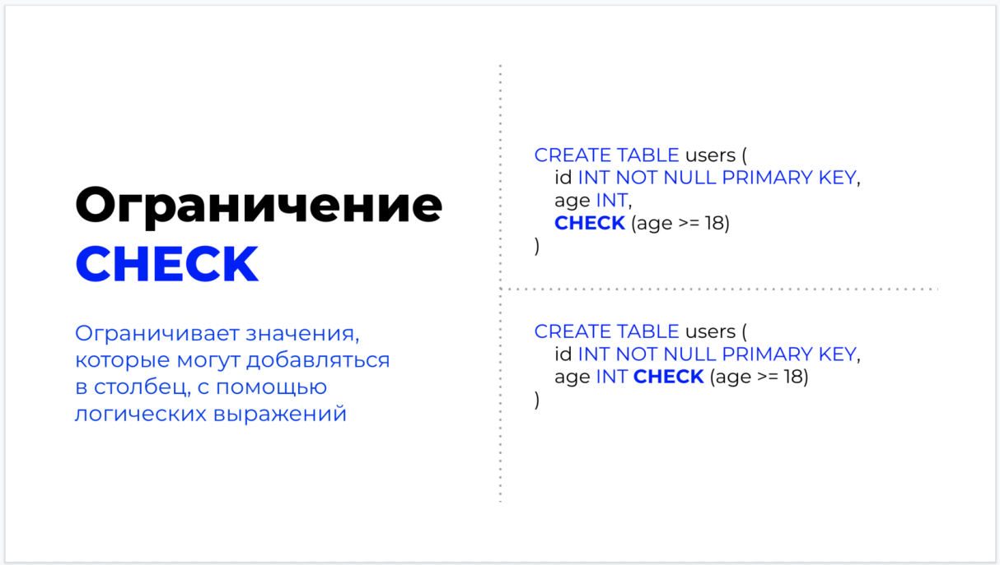 Ограничение
CHECK
Ограничивает значения,
которые могут добавляться
в столбец, с помощью
логических выражений
CREATE TABLE users (
id INT NOT NULL PRIMARY KEY,
age INT,
CHECK (age >= 18)
)
CREATE TABLE users (
id INT NOT NULL PRIMARY KEY,
age INT CHECK (age >= 18)
)